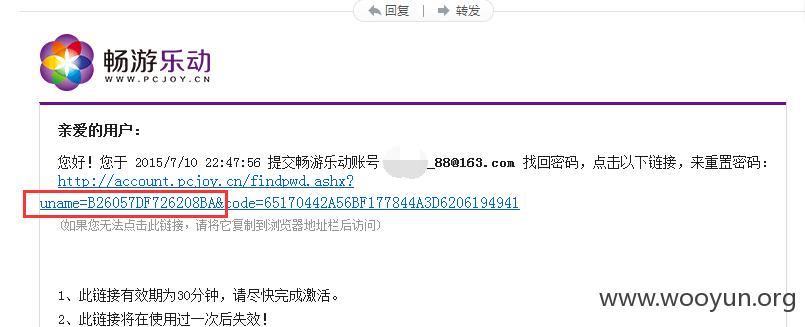 回复 | 转发
畅游乐动
WWW.PCJOY.CN
亲爱的用户：
您好！您于 2015/7/10 22:47:56 提交畅游乐动账号 _88@163.com 找回密码，点击以下链接，来重置密码：
http://account.pcjoy.cn/findpwd.ashx?
uname=B26057DF726208BA&code=65170442A56BF177844A3D6206194941
(如果您无法点击此链接，请将它复制到浏览器地址栏后访问)
1、此链接有效期为30分钟，请尽快完成激活。
www.wooyun.org
2、此链接将在使用过一次后失效！